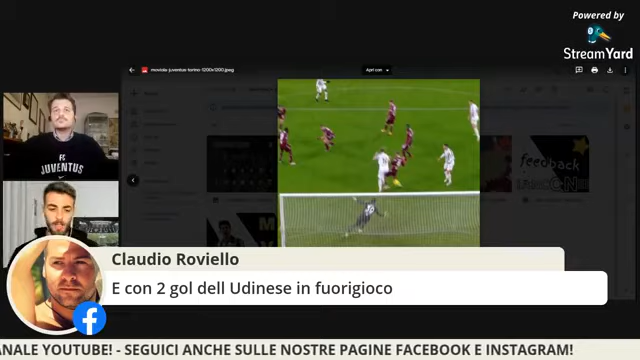 Powered by
StreamYard
moviola-juventus-torino-1200x1200.jpeg
Apri con
FC
JUVENTUS
feedback
Claudio Roviello
E con 2 gol dell Udinese in fuorigioco
ANALE YOUTUBE! - SEGUICI ANCHE SULLE NOSTRE PAGINE FACEBOOK E INSTAGRAM!